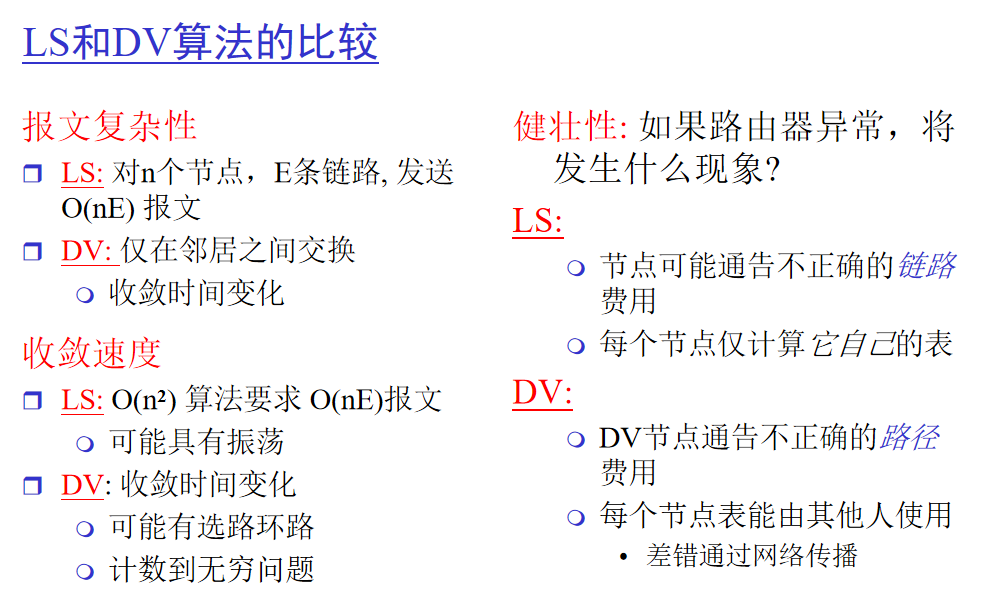 LS和DV算法的比较
报文复杂性
LS: 对n个节点，E条链路, 发送
O(nE) 报文
DV: 仅在邻居之间交换
收敛时间变化
收敛速度
LS: O(n²) 算法要求 O(nE)报文
可能具有振荡
DV: 收敛时间变化
可能有选路环路
计数到无穷问题
健壮性: 如果路由器异常，将
发生什么现象?
LS:
节点可能通告不正确的链路
费用
每个节点仅计算它自己的表
DV:
DV节点通告不正确的路径
费用
每个节点表能由其他人使用
• 差错通过网络传播